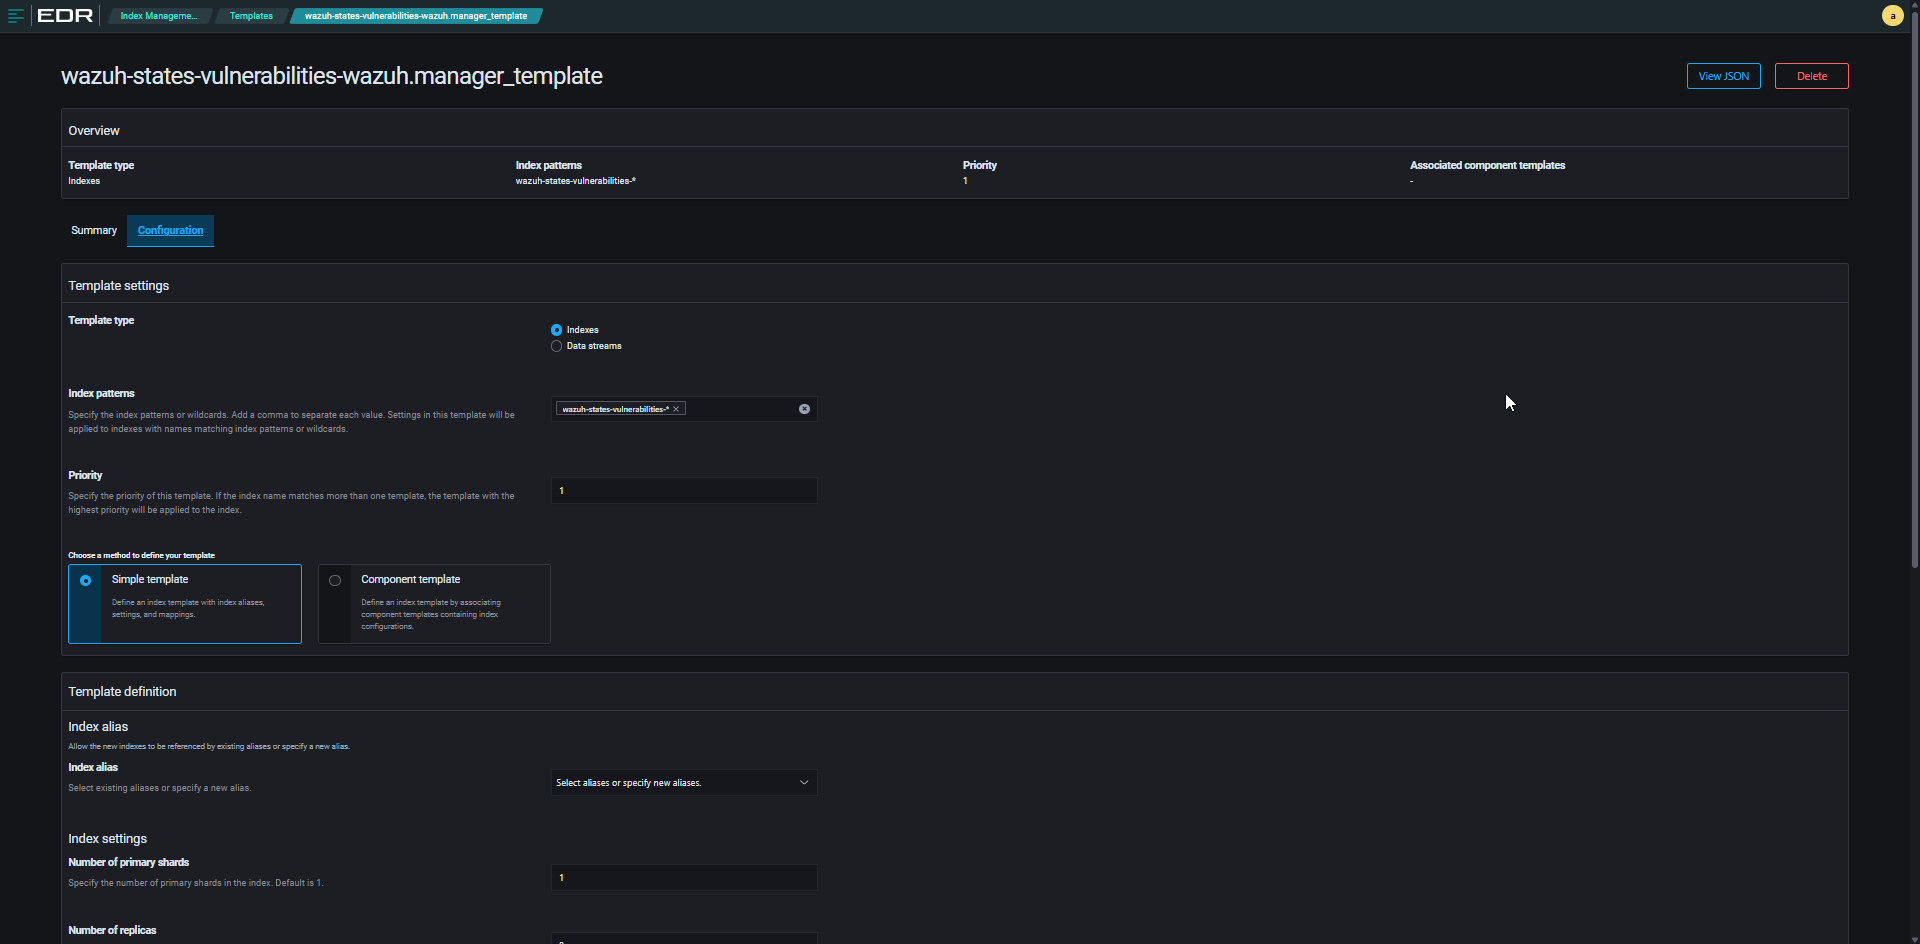 EDR
Index Manageme...
Templates
wazuh-states-vulnerabilities-wazuh.manager_template
a
wazuh-states-vulnerabilities-wazuh.manager_template
View JSON
Delete
Overview
Template type
Indexes
Index patterns
wazuh-states-vulnerabilities-*
Priority
1
Associated component templates
-
Summary
Configuration
Template settings
Template type
Indexes
Data streams
Index patterns
Specify the index patterns or wildcards. Add a comma to separate each value. Settings in this template will be
applied to indexes with names matching index patterns or wildcards.
wazuh-states-vulnerabilities-*
Priority
Specify the priority of this template. If the index name matches more than one template, the template with the
highest priority will be applied to the index.
1
Choose a method to define your template
Simple template
Define an index template with index aliases,
settings, and mappings.
Component template
Define an index template by associating
component templates containing index
configurations.
Template definition
Index alias
Allow the new indexes to be referenced by existing aliases or specify a new alias.
Index alias
Select existing aliases or specify a new alias.
Select aliases or specify new aliases.
Index settings
Number of primary shards
Specify the number of primary shards in the index. Default is 1.
1
Number of replicas